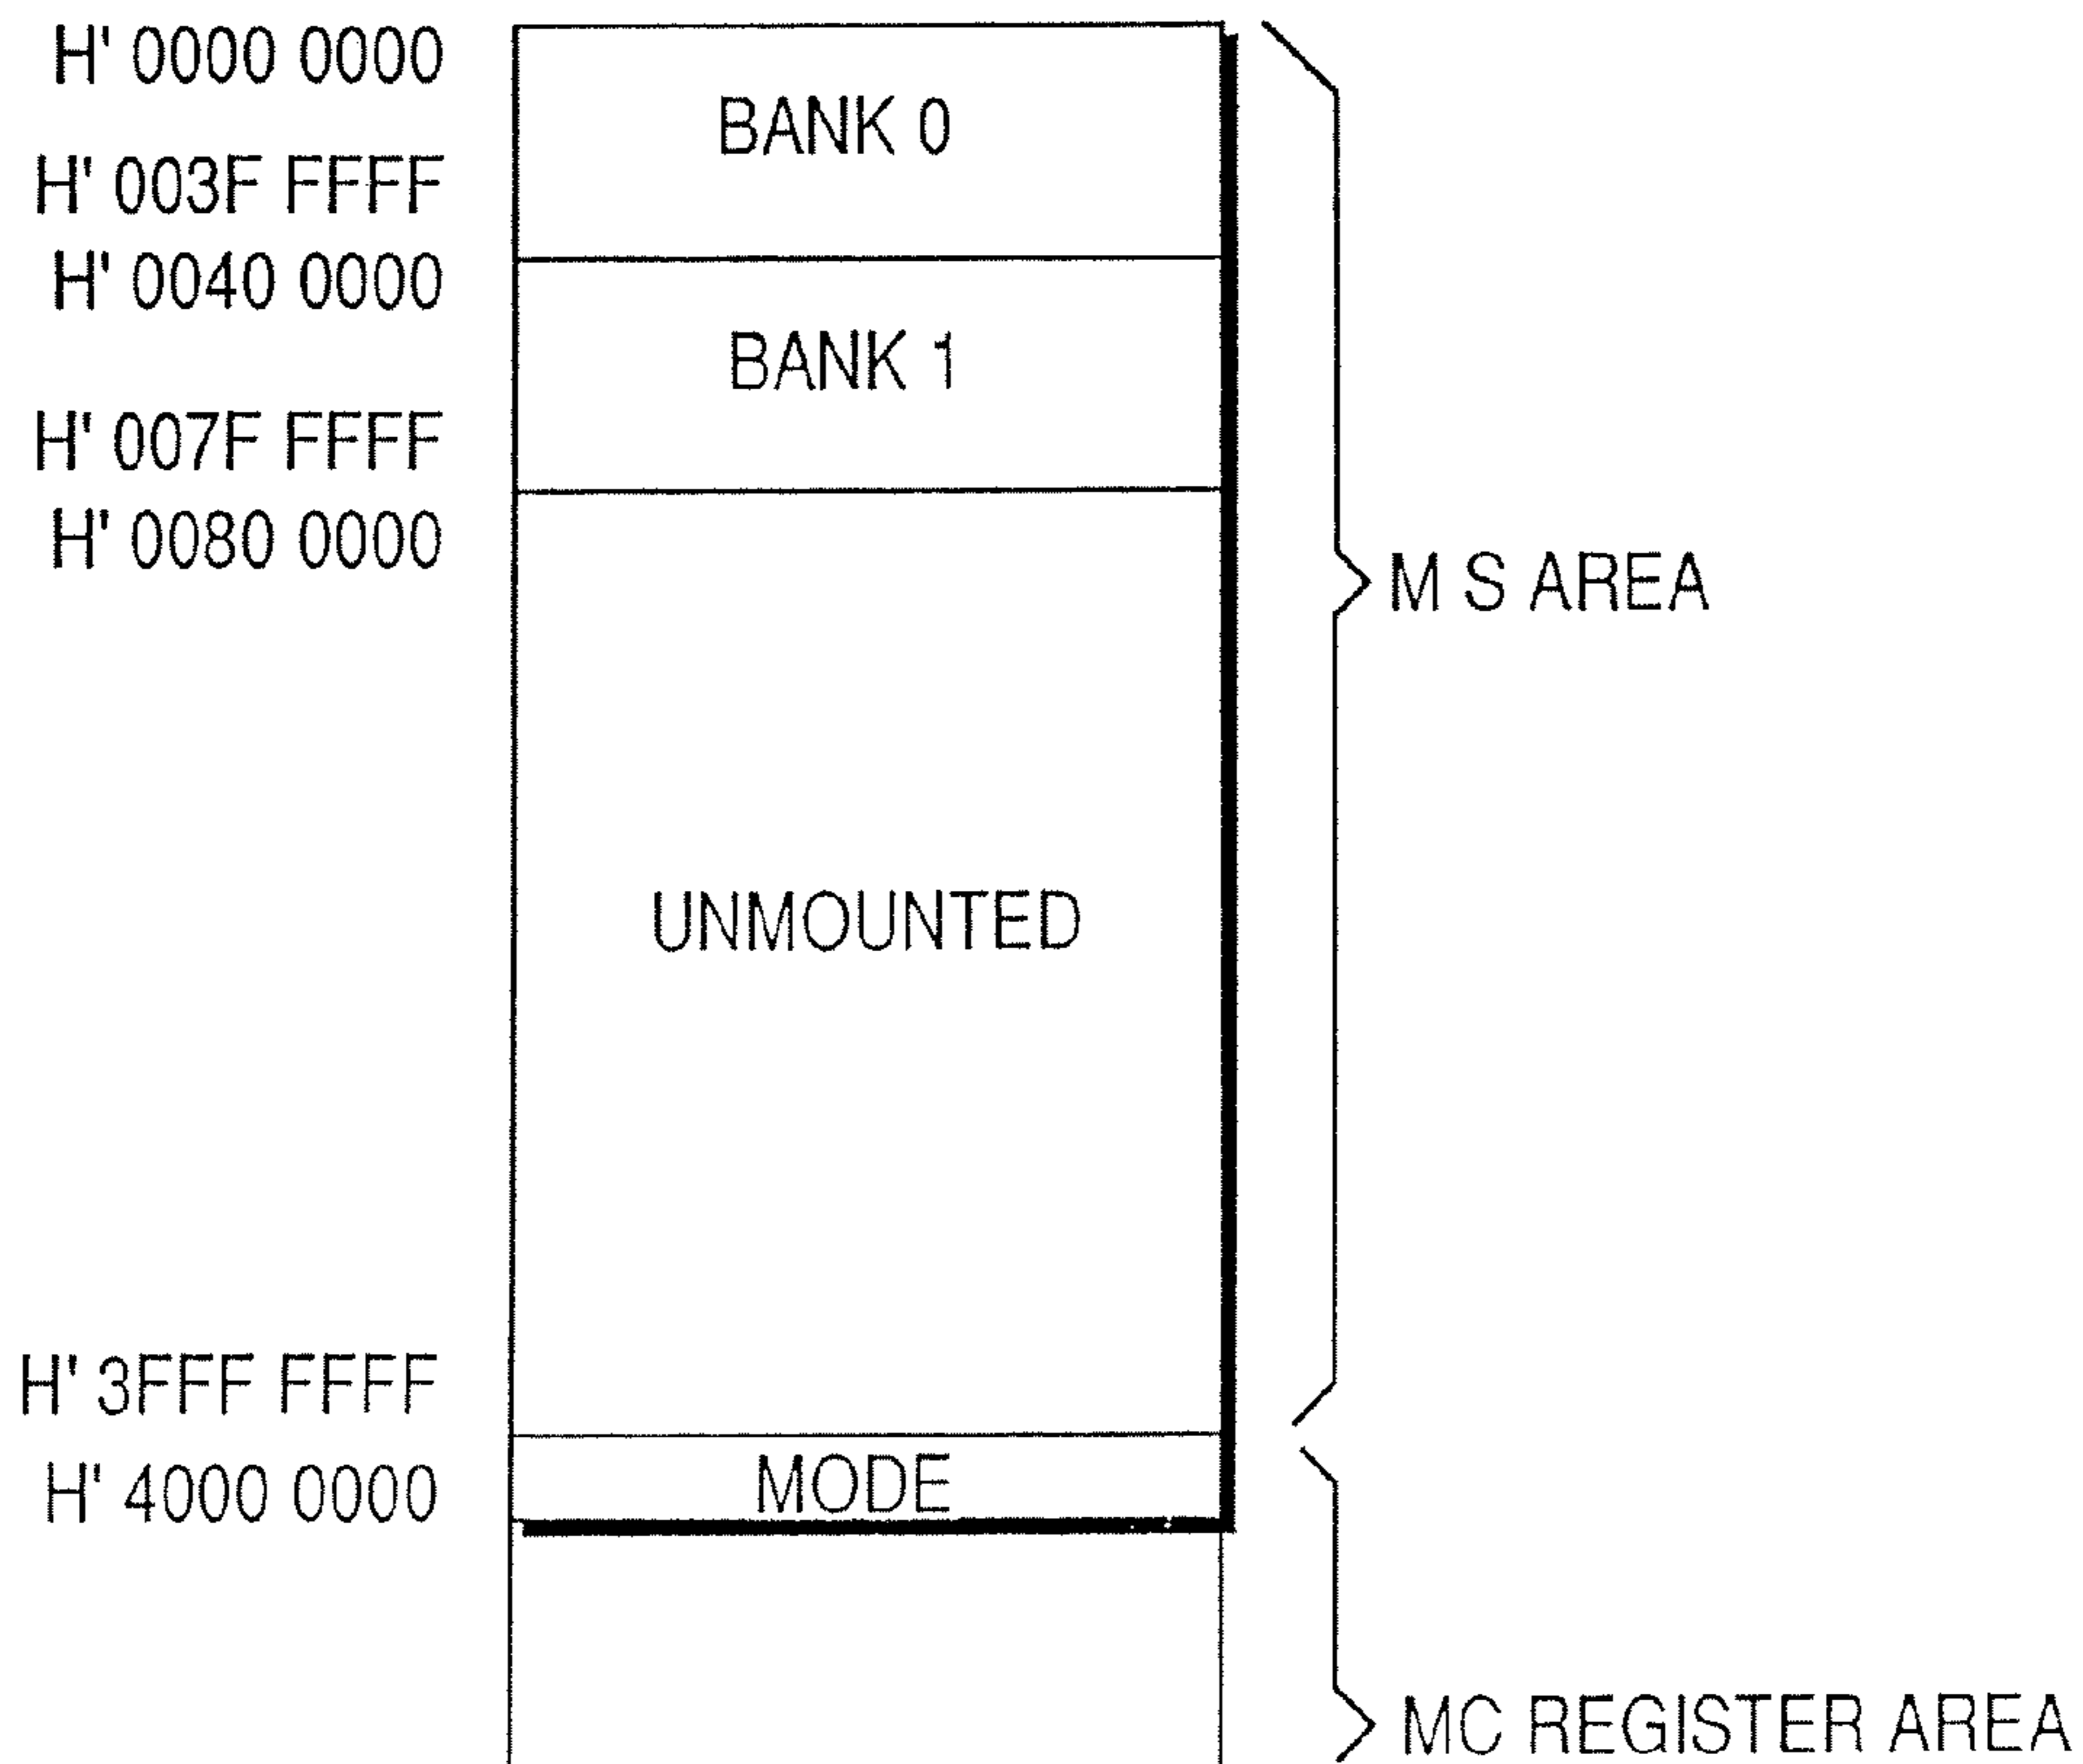 H' 0000 0000
BANK 0
H' 003F FFFF
H' 0040 0000
BANK 1
H' 007F FFFF
H' 0080 0000
M S AREA
UNMOUNTED
H' 3FFF FFFF
H' 4000 0000
MODE
MC REGISTER AREA